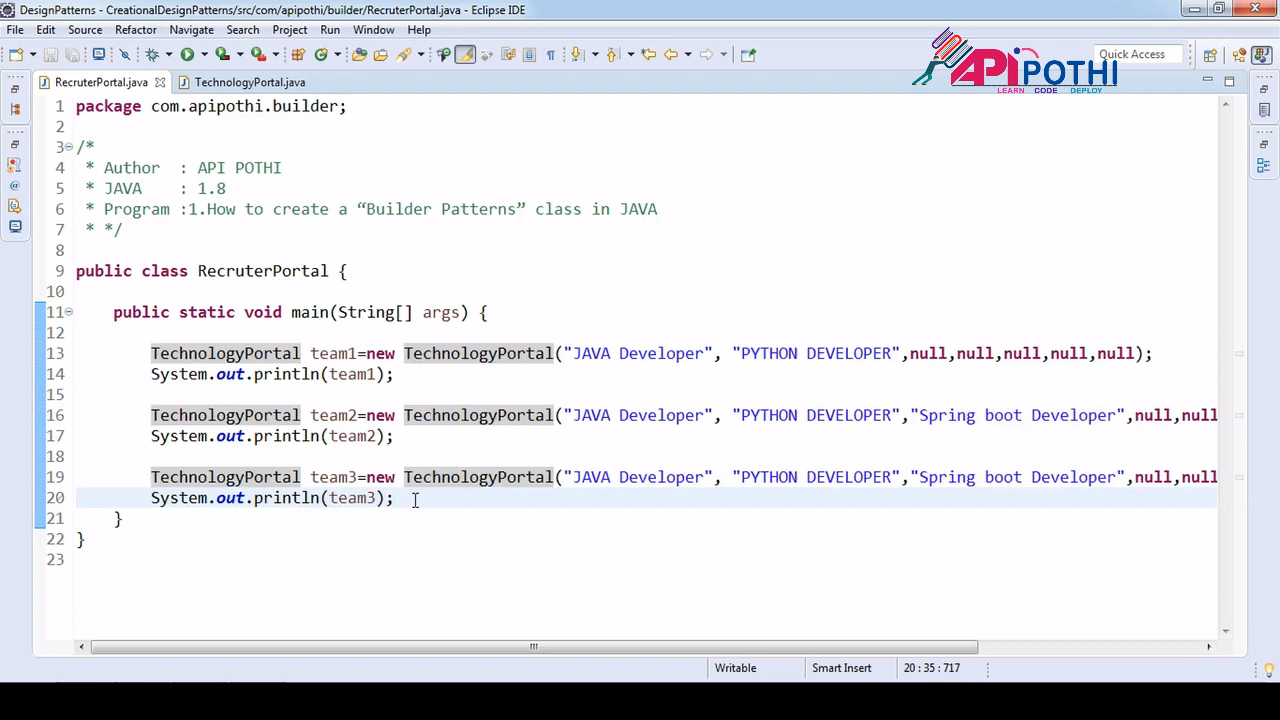 DesignPatterns - CreationalDesignPatterns/src/com/apipothi/builder/RecruterPortal.java - Eclipse IDE
File Edit Source Refactor Navigate Search Project Run Window Help
Quick Access
APIPOTHI
LEARN CODE DEPLOY
RecruterPortal.java TechnologyPortal.java
1 package com.apipothi.builder;
2
3 /*
4 * Author : API POTHI
5 * JAVA : 1.8
6 * Program :1.How to create a “Builder Patterns” class in JAVA
7 * */
8
9 public class RecruterPortal {
10
11 public static void main(String[] args) {
12
13 TechnologyPortal team1=new TechnologyPortal("JAVA Developer", "PYTHON DEVELOPER",null,null,null,null,null);
14 System.out.println(team1);
15
16 TechnologyPortal team2=new TechnologyPortal("JAVA Developer", "PYTHON DEVELOPER","Spring boot Developer",null,null
17 System.out.println(team2);
18
19 TechnologyPortal team3=new TechnologyPortal("JAVA Developer", "PYTHON DEVELOPER","Spring boot Developer",null,null
20 System.out.println(team3);
21 }
22 }
23
Writable Smart Insert 20 : 35 : 717